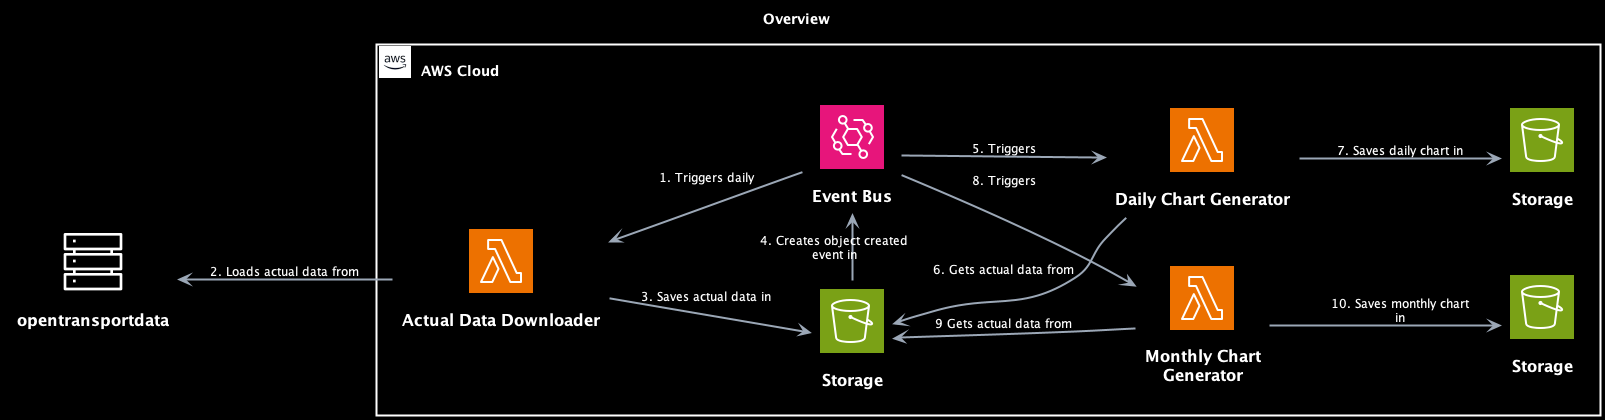 Overview
aws
AWS Cloud
5. Triggers
7. Saves daily chart in
1. Triggers daily
8. Triggers
Event Bus
Daily Chart Generator
Storage
4. Creates object created
event in
2. Loads actual data from
6. Gets actual data from
3. Saves actual data in
10. Saves monthly chart
in
opentransportdata
Actual Data Downloader
9 Gets actual data from
Monthly Chart
Generator
Storage
Storage